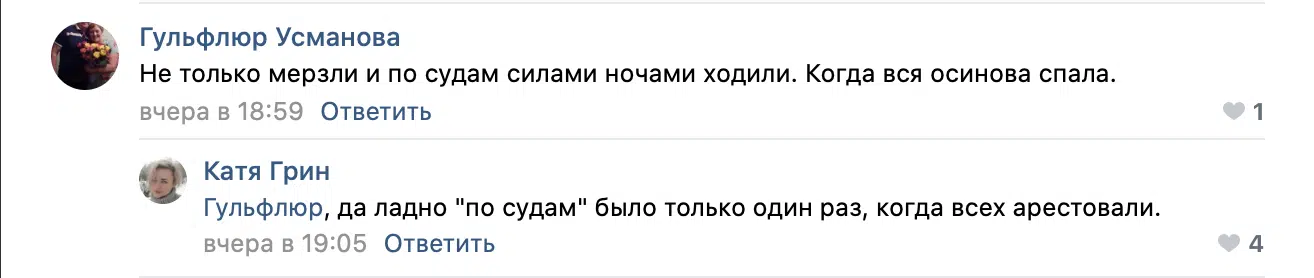 Гульфлюр Усманова
Не только мерзли и по судам силами ночами ходили. Когда вся осинова спала.
вчера в 18:59 Ответить 1
Катя Грин
Гульфлюр, да ладно "по судам" было только один раз, когда всех арестовали.
вчера в 19:05 Ответить 4